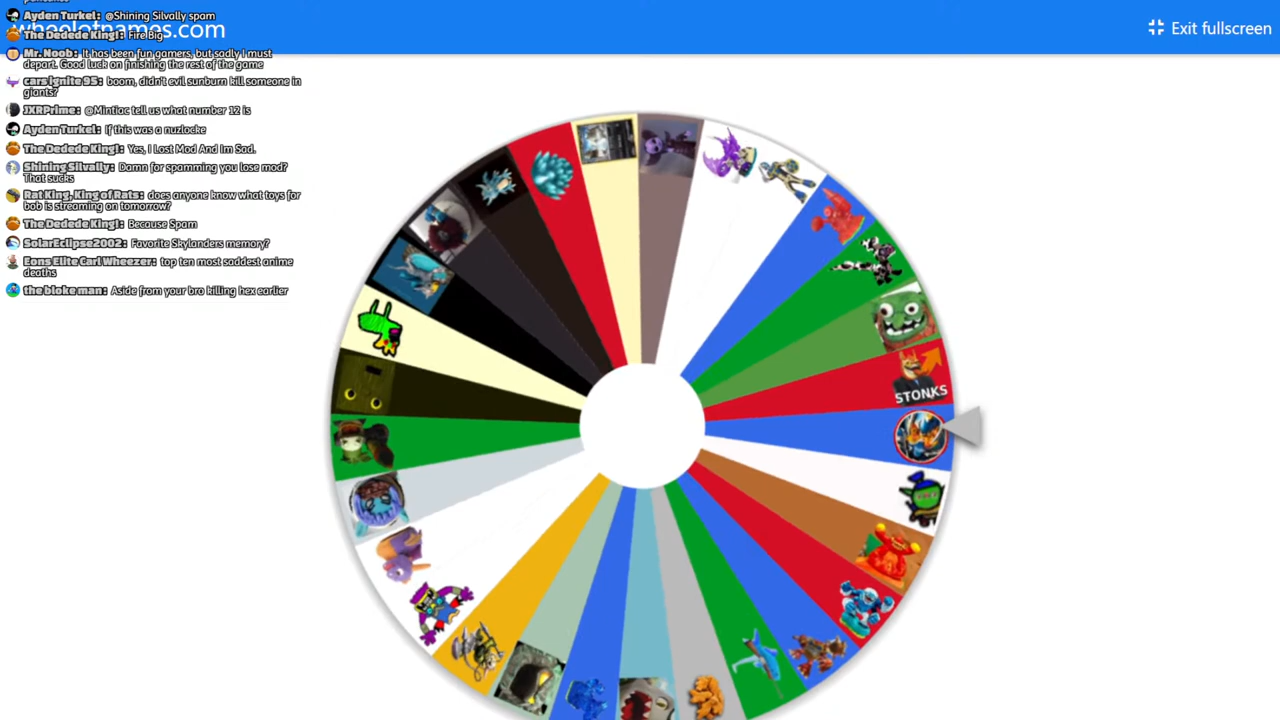 Ayden Turkel: @Shining Silvally spam
The Dedede King!: Fire Big
wheelofnames.com
Exit fullscreen
Mr. Noob: It has been fun gamers, but sadly I must
depart. Good luck on finishing the rest of the game
cars ignite 95: boom, didn't evil sunburn kill someone in
giants?
JXRPrime: @Mintiac tell us what number 12 is
Ayden Turkel: If this was a nuzlocke
The Dedede King!: Yes, I Lost Mod And Im Sad.
Shining Silvally: Damn for spamming you lose mod?
That sucks
Rat King, King of Rats: does anyone know what toys for
bob is streaming on tomorrow?
The Dedede King!: Because Spam
SolarEclipse2002: Favorite Skylanders memory?
Eons Elite Carl Wheezer: top ten most saddest anime
deaths
the bloke man: Aside from your bro killing hex earlier
STONKS